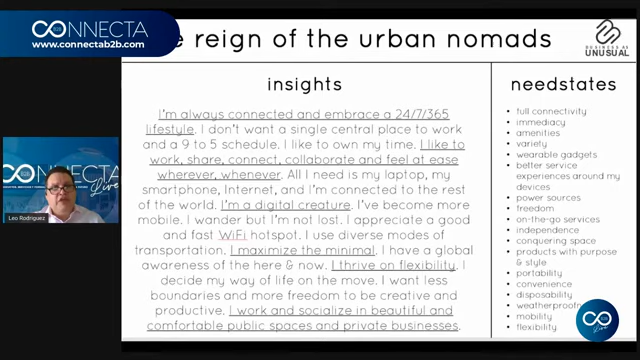 CONNECTA
www.connectab2b.com
reign of the urban nomads
BUSINESS AS
UNUSUAL
insights
I'm always connected and embrace a 24/7/365
lifestyle. I don't want a single central place to work
and a 9 to 5 schedule. I like to own my time. I like to
work, share, connect, collaborate and feel at ease
wherever, whenever. All I need is my laptop, my
smartphone, Internet, and I'm connected to the rest
of the world. I'm a digital creature. I've become more
mobile. I wander but I'm not lost. I appreciate a good
and fast WiFi hotspot. I use diverse modes of
transportation. I maximize the minimal. I have a global
awareness of the here & now. I thrive on flexibility. I
decide my way of life on the move. I want less
boundaries and more freedom to be creative and
productive. I work and socialize in beautiful and
comfortable public spaces and private businesses.
needstates
• full connectivity
• immediacy
• amenities
• variety
• wearable gadgets
• better service
experiences around my
devices
• power sources
• freedom
• on-the-go services
• independence
• conquering space
• products with purpose
& style
• portability
• convenience
• disposability
• weatherproofn
• mobility
• flexibility
CONNECTA
Live
Leo Rodriguez
Live